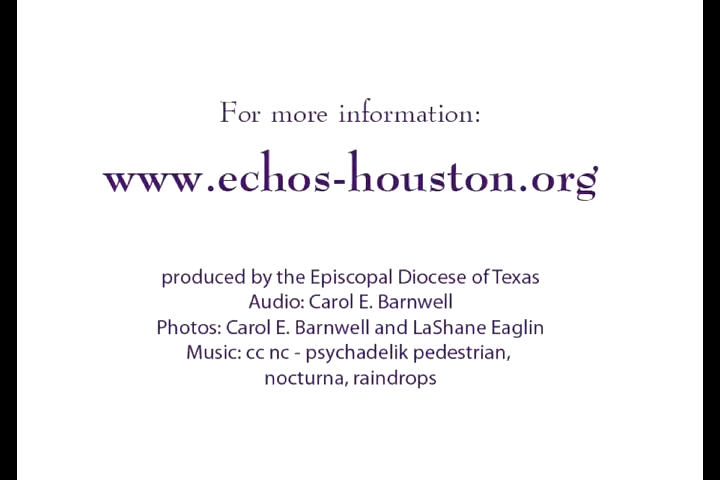 For more information:
www.echos-houston.org
produced by the Episcopal Diocese of Texas
Audio: Carol E. Barnwell
Photos: Carol E. Barnwell and LaShane Eaglin
Music: cc nc - psychadelik pedestrian,
nocturna, raindrops